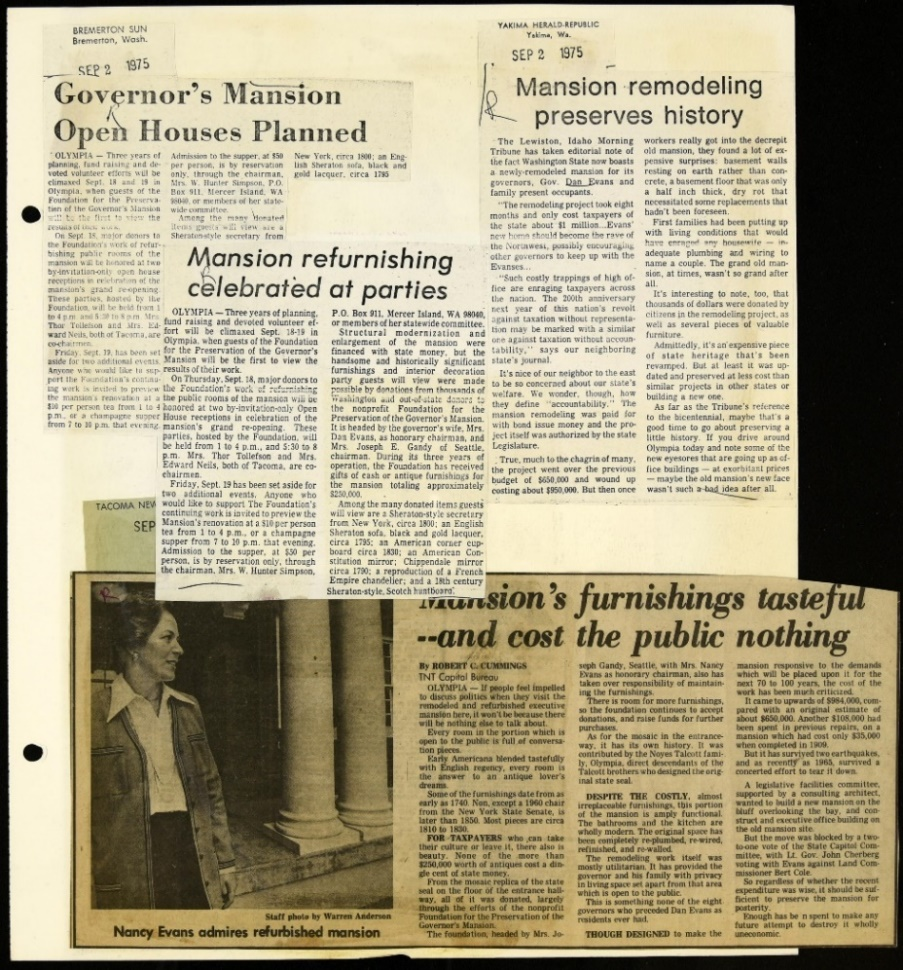 BREMERTON SUN
Bremerton, Wash.
SEP 2 1975
Governor's Mansion
Open Houses Planned
OLYMPIA — Three years of
planning, fund raising and de-
voted volunteer efforts will be
climaxed Sept. 18 and 19 in
Olympia, when guests of the
Foundation for the Preserva-
tion of the Governor's Mansion
will be the first to view the
results of their work.
On Sept. 18, major donors to
the Foundation's work of refur-
bishing public rooms of the
mansion will be honored at two
by-invitation-only open house
receptions in celebration of the
mansion's grand re-opening.
These parties, hosted by the
Foundation, will be held from 1
to 4 p.m., and 5:30 to 8 p.m. Mrs.
Thor Tollefson and Mrs. Ed-
ward Neils, both of Tacoma, are
co-chairmen.
Friday, Sept. 19, has been set
aside for two additional events.
Anyone who would like to sup-
port the Foundation's continu-
ing work is invited to preview
the mansion's renovation at a
$10 per person tea from 1 to 4
p.m., or a champagne supper
from 7 to 10 p.m. that evening.
Admission to the supper, at $50
per person, is by reservation
only, through the chairman,
Mrs. W. Hunter Simpson, P.O.
Box 911, Mercer Island, WA
98040, or members of her state-
wide committee.
Among the many donated
items guests will view are a
Sheraton-style secretary from
New York, circa 1800; an Eng-
lish Sheraton sofa, black and
gold lacquer, circa 1795
YAKIMA HERALD-REPUBLIC
Yakima, Wa.
SEP 2 1975
Mansion remodeling
preserves history
The Lewiston, Idaho Morning
Tribune has taken editorial note of
the fact Washington State now boasts
a newly-remodeled mansion for its
governors, Gov. Dan Evans and
family present occupants.
"The remodeling project took eight
months and only cost taxpayers of
the state about $1 million...Evans'
new home should become the rave of
the Northwest, possibly encouraging
other governors to keep up with the
Evanses...
"Such costly trappings of high of-
fice are enraging taxpayers across
the nation. The 200th anniversary
next year of this nation's revolt
against taxation without representa-
tion may be marked with a similar
one against taxation without accoun-
tability," says our neighboring
state's journal.
It's nice of our neighbor to the east
to be so concerned about our state's
welfare. We wonder, though, how
they define "accountability." The
mansion remodeling was paid for
with bond issue money and the pro-
ject itself was authorized by the state
Legislature.
True, much to the chagrin of many,
the project went over the previous
budget of $650,000 and wound up
costing about $950,000. But then once
workers really got into the decrepit
old mansion, they found a lot of ex-
pensive surprises: basement walls
resting on earth rather than con-
crete, a basement floor that was only
a half inch thick, dry rot that
necessitated some replacements that
hadn't been foreseen.
First families had been putting up
with living conditions that would
have enraged any housewife — in-
adequate plumbing and wiring to
name a couple. The grand old man-
sion, at times, wasn't so grand after
all.
It's interesting to note, too, that
thousands of dollars were donated by
citizens in the remodeling project, as
well as several pieces of valuable
furniture.
Admittedly, it's an expensive piece
of state heritage that's been
revamped. But at least it was up-
dated and preserved at less cost than
similar projects in other states or
building a new one.
As far as the Tribune's reference
to the bicentennial, maybe that's a
good time to go about preserving a
little history. If you drive around
Olympia today and note some of the
new eyesores that are going up as of-
fice buildings — at exorbitant prices
— maybe the old mansion's new face
wasn't such a bad idea after all.
Mansion refurnishing
celebrated at parties
OLYMPIA — Three years of planning,
fund raising and devoted volunteer ef-
fort will be climaxed Sept. 18-19 in
Olympia, when guests of the Foundation
for the Preservation of the Governor's
Mansion will be the first to view the
results of their work.
On Thursday, Sept. 18, major donors to
the Foundation's work of refurnishing
the public rooms of the mansion will be
honored at two by-invitation-only Open
House receptions in celebration of the
mansion's grand re-opening. These
parties, hosted by the Foundation, will
be held from 1 to 4 p.m., and 5:30 to 8
p.m. Mrs. Thor Tollefson and Mrs.
Edward Neils, both of Tacoma, are co-
chairmen.
Friday, Sept. 19 has been set aside for
two additional events. Anyone who
would like to support The Foundation's
continuing work is invited to preview the
Mansion's renovation at a $10 per person
tea from 1 to 4 p.m., or a champagne
supper from 7 to 10 p.m. that evening.
Admission to the supper, at $50 per
person, is by reservation only, through
the chairman, Mrs. W. Hunter Simpson,
P.O. Box 911, Mercer Island, WA 98040,
or members of her statewide committee.
Structural modernization and
enlargement of the mansion were
financed with state money, but the
handsome and historically significant
furnishings and interior decoration
party guests will view were made
possible by donations from thousands of
Washington and out-of-state donors to
the nonprofit Foundation for the
Preservation of the Governor's Mansion.
It is headed by the governor's wife, Mrs.
Dan Evans, as honorary chairman, and
Mrs. Joseph E. Gandy of Seattle,
chairman. During its three years of
operation, the Foundation has received
gifts of cash or antique furnishings for
the mansion totaling approximately
$250,000.
Among the many donated items guests
will view are a Sheraton-style secretary
from New York, circa 1800; an English
Sheraton sofa, black and gold lacquer,
circa 1795; an American corner cup-
board circa 1830; an American Con-
stitution mirror; Chippendale mirror
circa 1790; a reproduction of a French
Empire chandelier; and a 18th century
Sheraton-style, Scotch huntboard.
TACOMA NEW
SEP
Mansion's furnishings tasteful
--and cost the public nothing
By ROBERT C. CUMMINGS
TNT Capital Bureau
OLYMPIA — If people feel impelled
to discuss politics when they visit the
remodeled and refurbished executive
mansion here, it won't be because there
will be nothing else to talk about.
Every room in the portion which is
open to the public is full of conversa-
tion pieces.
Early Americana blended tastefully
with English regency, every room is
the answer to an antique lover's
dreams.
Some of the furnishings date from as
early as 1740. Non, except a 1960 chair
from the New York State Senate, is
later than 1850. Most pieces are circa
1810 to 1830.
FOR TAXPAYERS who can take
their culture or leave it, there also is
beauty. None of the more than
$250,000 worth of antiques cost a din-
gle cent of state money.
From the mosaic replica of the state
seal on the floor of the entrance hall-
way, all of it was donated, largely
through the efforts of the nonprofit
Foundation for the Preservation of the
Governor's Mansion.
The foundation, headed by Mrs. Jo-
seph Gandy, Seattle, with Mrs. Nancy
Evans as honorary chairman, also has
taken over responsibility of maintain-
ing the furnishings.
There is room for more furnishings,
so the foundation continues to accept
donations, and raise funds for further
purchases.
As for the mosaic in the entrance-
way, it has its own history. It was
contributed by the Noyes Talcott fami-
ly, Olympia, direct descendants of the
Talcott brothers who designed the orig-
inal state seal.
DESPITE THE COSTLY, almost
irreplaceable furnishings, this portion
of the mansion is amply functional.
The bathrooms and the kitchen are
wholly modern. The original space has
been completely re-plumbed, re-wired,
refinished, and re-walled.
The remodeling work itself was
mostly utilitarian. It has provided the
governor and his family with privacy
in living space set apart from that area
which is open to the public.
This is something none of the eight
governors who preceded Dan Evans as
residents ever had.
THOUGH DESIGNED to make the
mansion responsive to the demands
which will be placed upon it for the
next 70 to 100 years, the cost of the
work has been much criticized.
It came to upwards of $984,000, com-
pared with an original estimate of
about $650,000. Another $108,000 had
been spent in previous repairs, on a
mansion which had cost only $35,000
when completed in 1909.
But it has survived two earthquakes,
and as recently as 1965, survived a
concerted effort to tear it down.
A legislative facilities committee,
supported by a consulting architect,
wanted to build a new mansion on the
bluff overlooking the bay, and con-
struct and executive office building on
the old mansion site.
But the move was blocked by a two-
to-one vote of the State Capitol Com-
mittee, with Lt. Gov. John Cherberg
voting with Evans against Land Com-
missioner Bert Cole.
So regardless of whether the recent
expenditure was wise, it should be suf-
ficient to preserve the mansion for
posterity.
Enough has be n spent to make any
future attempt to destroy it wholly
uneconomic.
Staff photo by Warren Anderson
Nancy Evans admires refurbished mansion